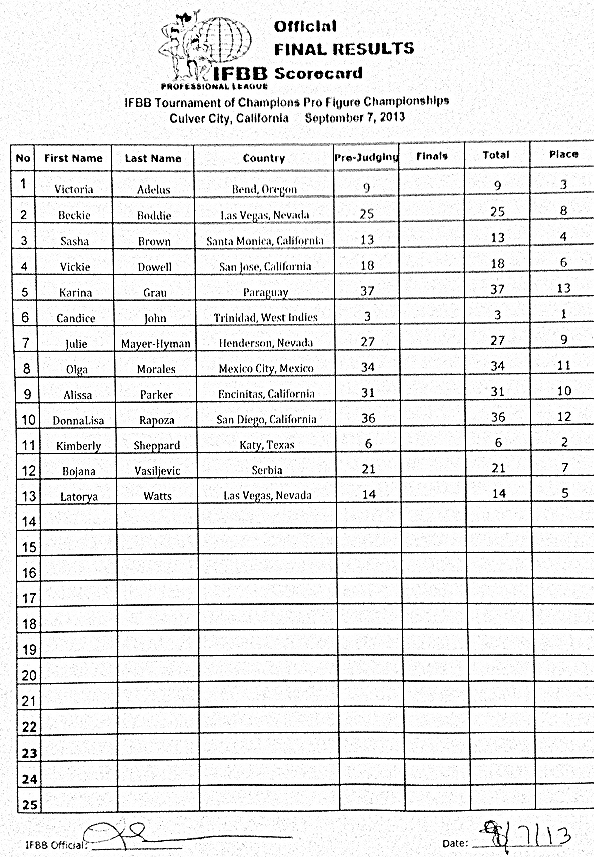 Official
FINAL RESULTS
IFBB Scorecard
PROFESSIONAL LEAGUE
IFBB Tournament of Champions Pro Figure Championships
Culver City, California September 7, 2013
No First Name Last Name Country Pre-Judging Finals Total Place
1 Victoria Adelus Bend, Oregon 9 9 3
2 Beckie Boddie Las Vegas, Nevada 25 25 8
3 Sasha Brown Santa Monica, California 13 13 4
4 Vickie Dowell San Jose, California 18 18 6
5 Karina Grau Paraguay 37 37 13
6 Candice John Trinidad, West Indies 3 3 1
7 Julie Mayer-Hyman Henderson, Nevada 27 27 9
8 Olga Morales Mexico City, Mexico 34 34 11
9 Alissa Parker Encinitas, California 31 31 10
10 DonnaLisa Rapoza San Diego, California 36 36 12
11 Kimberly Sheppard Katy, Texas 6 6 2
12 Bojana Vasiljevic Serbia 21 21 7
13 Latorya Watts Las Vegas, Nevada 14 14 5
14
15
16
17
18
19
20
21
22
23
24
25
IFBB Official: Date: 9/7/13